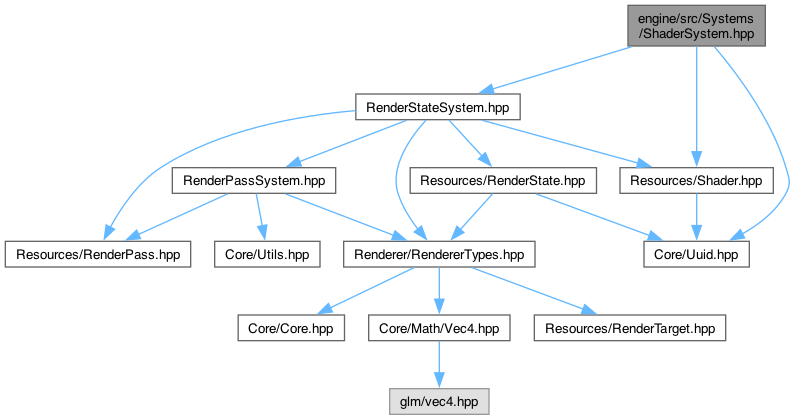 engine/src/Systems
/ShaderSystem.hpp
RenderStateSystem.hpp
RenderPassSystem.hpp
Resources/RenderState.hpp
Resources/Shader.hpp
Resources/RenderPass.hpp
Core/Utils.hpp
Renderer/RendererTypes.hpp
Core/Uuid.hpp
Core/Core.hpp
Core/Math/Vec4.hpp
Resources/RenderTarget.hpp
glm/vec4.hpp